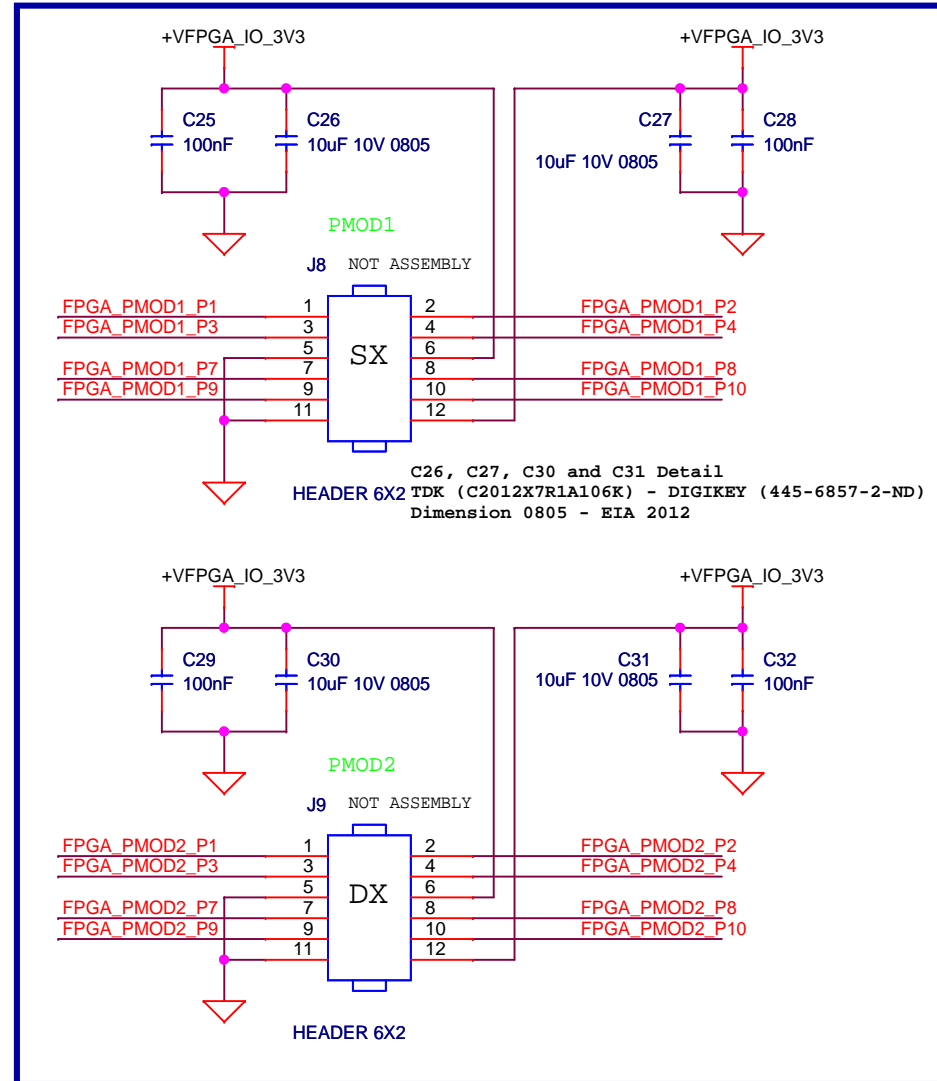 +VFPGA_IO_3V3 +VFPGA_IO_3V3
C25 C26 C27 C28
100nF 10uF 10V 0805 10uF 10V 0805 100nF
PMOD1
J8 NOT ASSEMBLY
FPGA_PMOD1_P1 1 2 FPGA_PMOD1_P2
FPGA_PMOD1_P3 3 4 FPGA_PMOD1_P4
5 6
SX
FPGA_PMOD1_P7 7 8 FPGA_PMOD1_P8
FPGA_PMOD1_P9 9 10 FPGA_PMOD1_P10
11 12
HEADER 6X2
C26, C27, C30 and C31 Detail
TDK (C2012X7R1A106K) - DIGIKEY (445-6857-2-ND)
Dimension 0805 - EIA 2012
+VFPGA_IO_3V3 +VFPGA_IO_3V3
C29 C30 C31 C32
100nF 10uF 10V 0805 10uF 10V 0805 100nF
PMOD2
J9 NOT ASSEMBLY
FPGA_PMOD2_P1 1 2 FPGA_PMOD2_P2
FPGA_PMOD2_P3 3 4 FPGA_PMOD2_P4
5 6
DX
FPGA_PMOD2_P7 7 8 FPGA_PMOD2_P8
FPGA_PMOD2_P9 9 10 FPGA_PMOD2_P10
11 12
HEADER 6X2